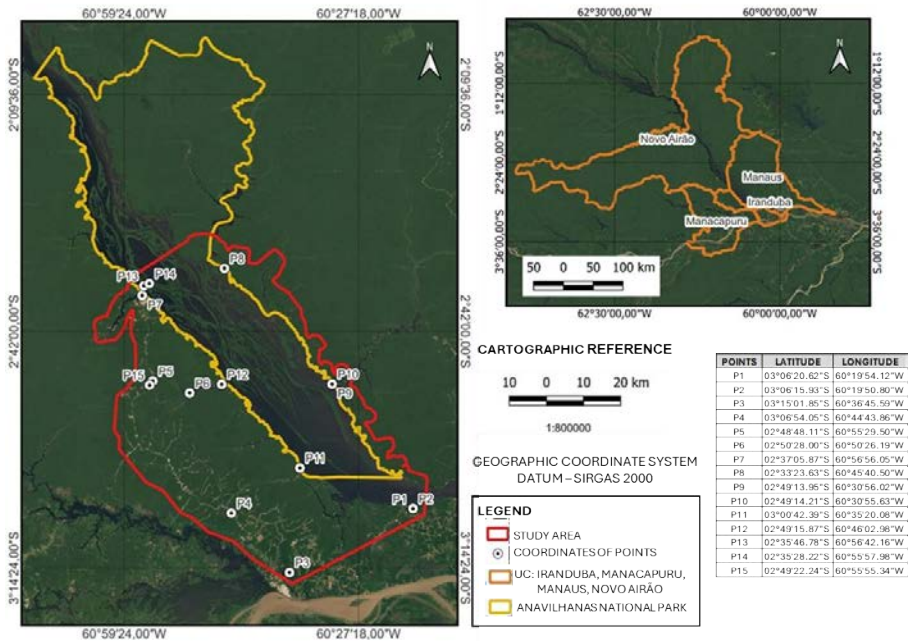 60°59'24,00"W
60°27'18,00"W
N
2°09'36,00"S
2°09'36,00"S
P8
P13
P14
P7
2°42'00,00"S
2°42'00,00"S
P15
P5
P6
P12
P10
P9
P11
P4
P1
P2
P3
3°14'24,00"S
3°14'24,00"S
60°59'24,00"W
60°27'18,00"W
62°30'00,00"W
60°00'00,00"W
N
1°12'00,00"S
2°24'00,00"S
2°24'00,00"S
3°36'00,00"S
3°36'00,00"S
Novo Airão
Manaus
Iranduba
Manacapuru
50 0 50 100 km
62°30'00,00"W
60°00'00,00"W
CARTOGRAPHIC REFERENCE
10 0 10 20 km
1:800000
GEOGRAPHIC COORDINATE SYSTEM
DATUM – SIRGAS 2000
LEGEND
STUDY AREA
COORDINATES OF POINTS
UC: IRANDUBA, MANACAPURU,
MANAUS, NOVO AIRÃO
ANAVILHANAS NATIONAL PARK
POINTS LATITUDE LONGITUDE
P1 03°06'20.62"S 60°19'54.12"W
P2 03°06'15.93"S 60°19'50.80"W
P3 03°15'01.85"S 60°36'45.59"W
P4 03°06'54.05"S 60°44'43.86"W
P5 02°48'48.11"S 60°55'29.50"W
P6 02°50'28.00"S 60°50'26.19"W
P7 02°37'05.87"S 60°56'56.05"W
P8 02°33'23.63"S 60°45'40.50"W
P9 02°49'13.95"S 60°30'56.02"W
P10 02°49'14.21"S 60°30'55.63"W
P11 03°00'42.39"S 60°35'20.08"W
P12 02°49'15.87"S 60°46'02.98"W
P13 02°35'46.78"S 60°56'42.16"W
P14 02°35'28.22"S 60°55'57.98"W
P15 02°49'22.24"S 60°55'55.34"W